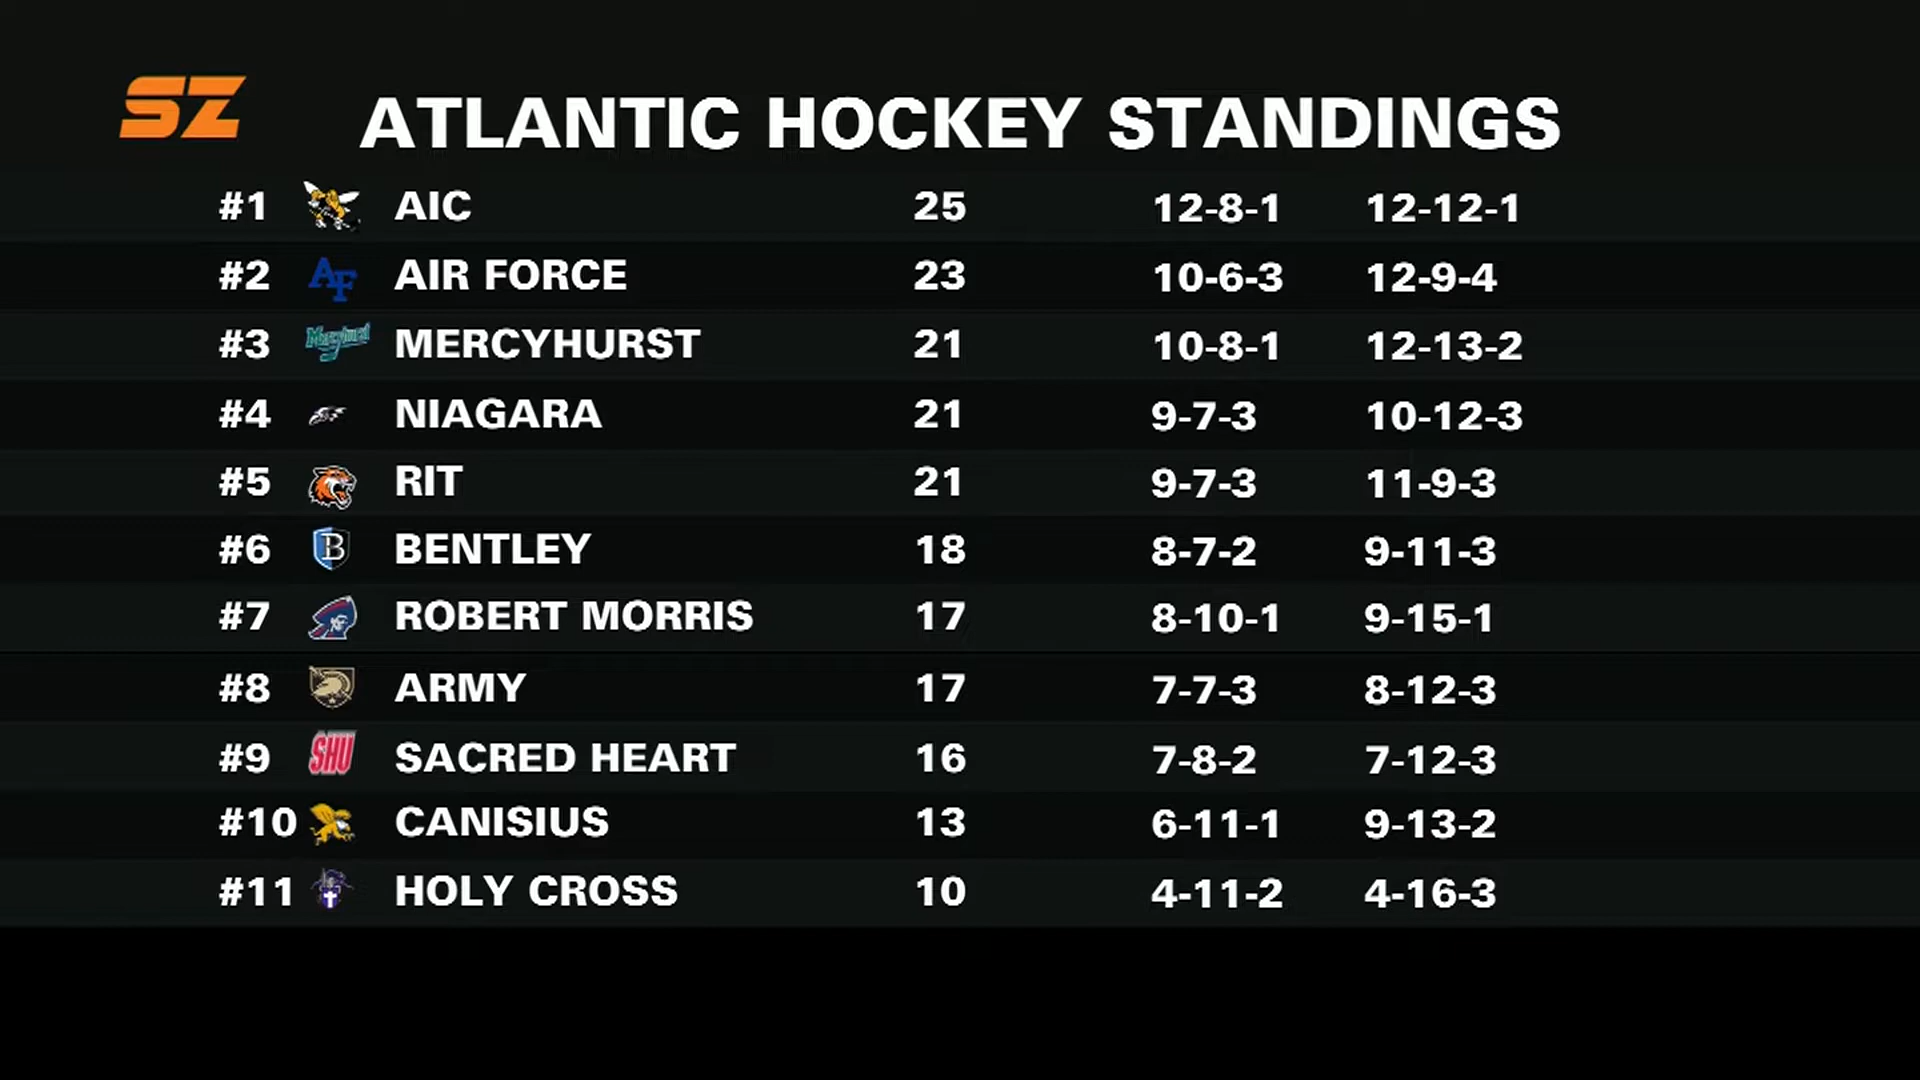 SZ ATLANTIC HOCKEY STANDINGS
#1 AIC 25 12-8-1 12-12-1
#2 AF AIR FORCE 23 10-6-3 12-9-4
#3 Mercyhurst MERCYHURST 21 10-8-1 12-13-2
#4 NIAGARA 21 9-7-3 10-12-3
#5 RIT 21 9-7-3 11-9-3
#6 B BENTLEY 18 8-7-2 9-11-3
#7 ROBERT MORRIS 17 8-10-1 9-15-1
#8 ARMY 17 7-7-3 8-12-3
#9 SHU SACRED HEART 16 7-8-2 7-12-3
#10 CANISIUS 13 6-11-1 9-13-2
#11 HOLY CROSS 10 4-11-2 4-16-3